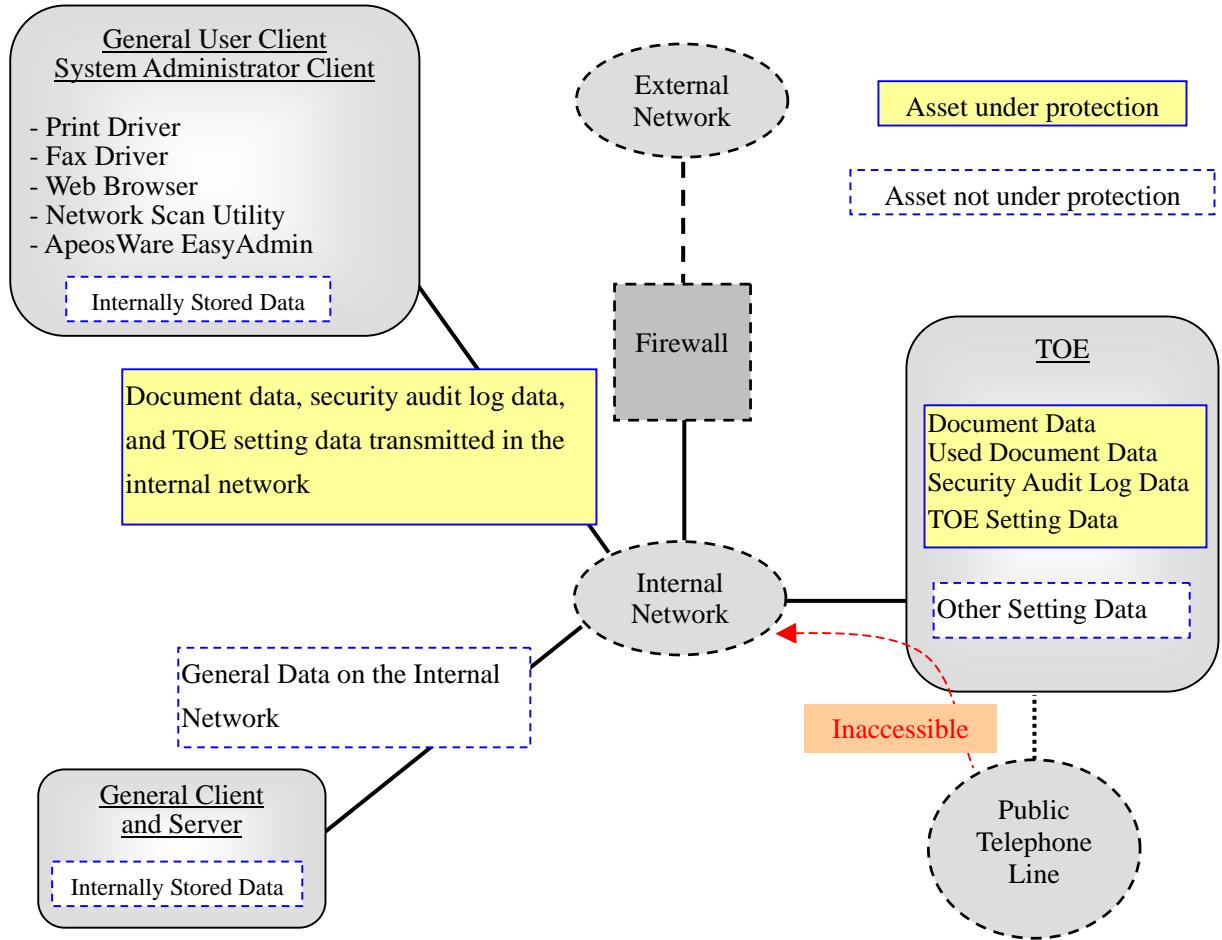 General User Client
System Administrator Client
- Print Driver
- Fax Driver
- Web Browser
- Network Scan Utility
- ApeosWare EasyAdmin
Internally Stored Data
External
Network
Asset under protection
Asset not under protection
Firewall
Document data, security audit log data,
and TOE setting data transmitted in the
internal network
TOE
Document Data
Used Document Data
Security Audit Log Data
TOE Setting Data
Other Setting Data
Internal
Network
General Data on the Internal
Network
Inaccessible
General Client
and Server
Internally Stored Data
Public
Telephone
Line